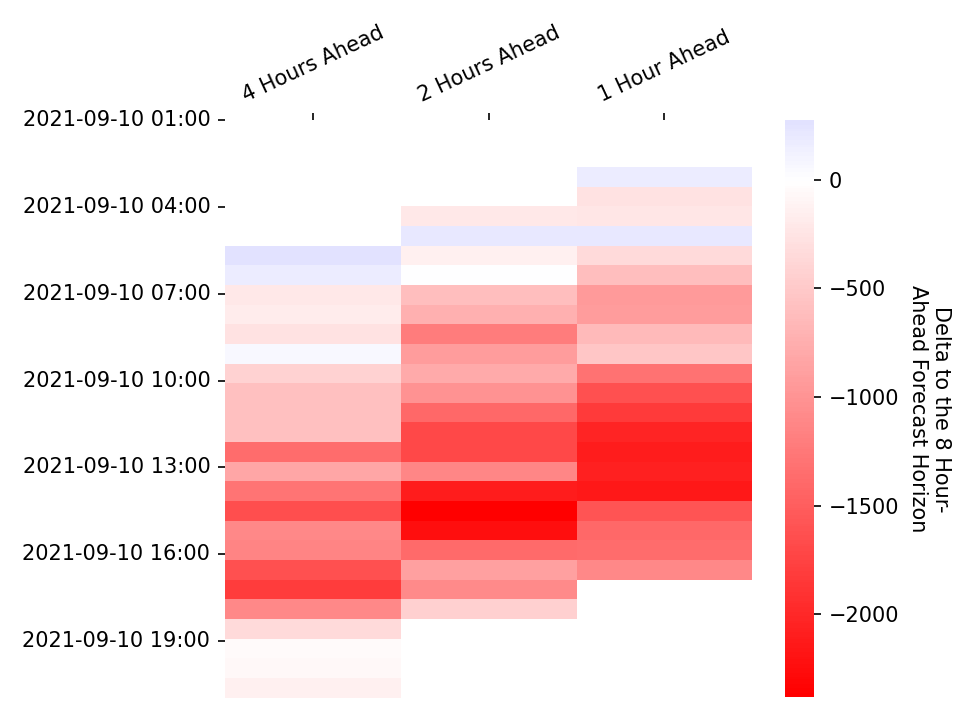 4 Hours Ahead
2 Hours Ahead
1 Hour Ahead
2021-09-10 01:00
2021-09-10 04:00
2021-09-10 07:00
2021-09-10 10:00
2021-09-10 13:00
2021-09-10 16:00
2021-09-10 19:00
0
−500
−1000
−1500
−2000
Delta to the 8 Hour-
Ahead Forecast Horizon